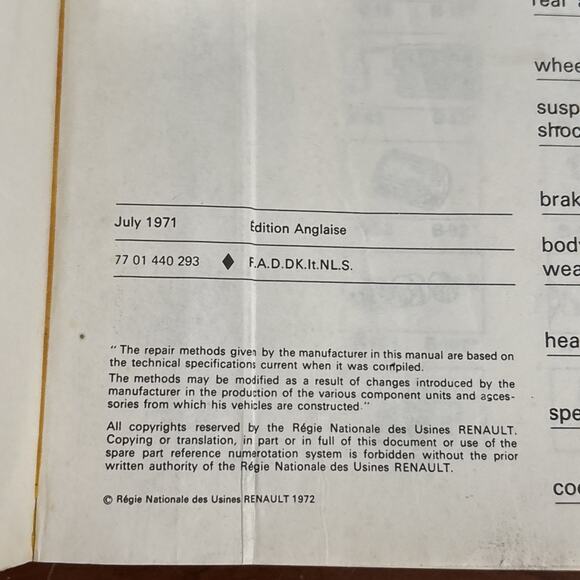 rear
whee
susp
shoc
brak
body
wea
hea
spe
coo
July 1971 Édition Anglaise
77 01 440 293 ♦ F.A.D.DK.It.NL.S.
“ The repair methods given by the manufacturer in this manual are based on
the technical specifications current when it was compiled.
The methods may be modified as a result of changes introduced by the
manufacturer in the production of the various component units and acces-
sories from which his vehicles are constructed.”
All copyrights reserved by the Régie Nationale des Usines RENAULT.
Copying or translation, in part or in full of this document or use of the
spare part reference numerotation system is forbidden without the prior
written authority of the Régie Nationale des Usines RENAULT.
© Régie Nationale des Usines RENAULT 1972